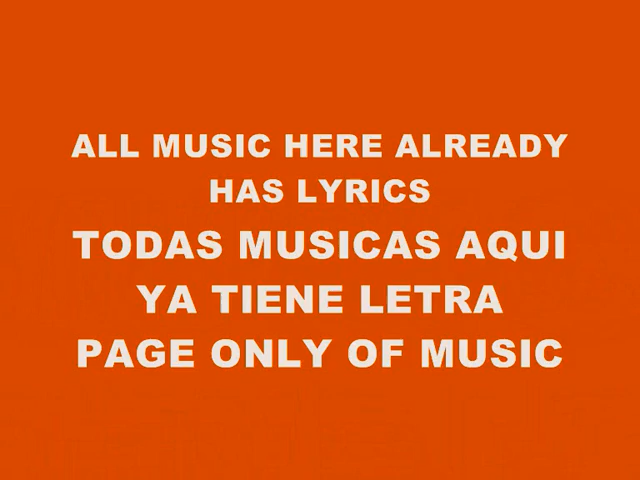 ALL MUSIC HERE ALREADY
HAS LYRICS
TODAS MUSICAS AQUI
YA TIENE LETRA
PAGE ONLY OF MUSIC